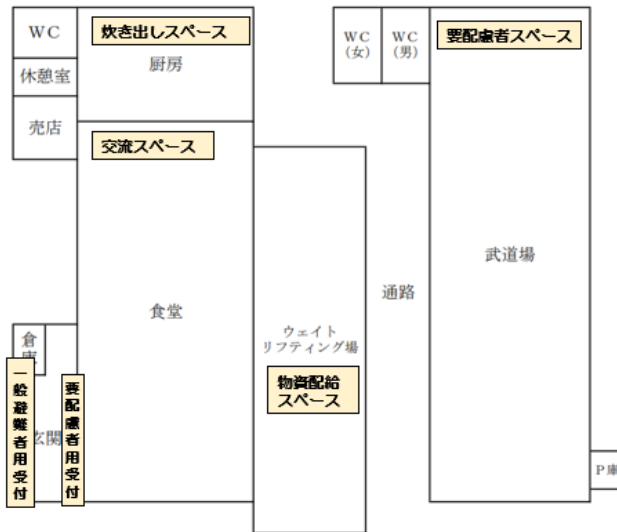 WC
炊き出しスペース
厨房
休憩室
売店
交流スペース
食堂
倉庫
一般避難者用受付
玄関
要配慮者用受付
ウェイト
リフティング場
物資配給
スペース
WC
(女)
WC
(男)
通路
要配慮者スペース
武道場
P庫